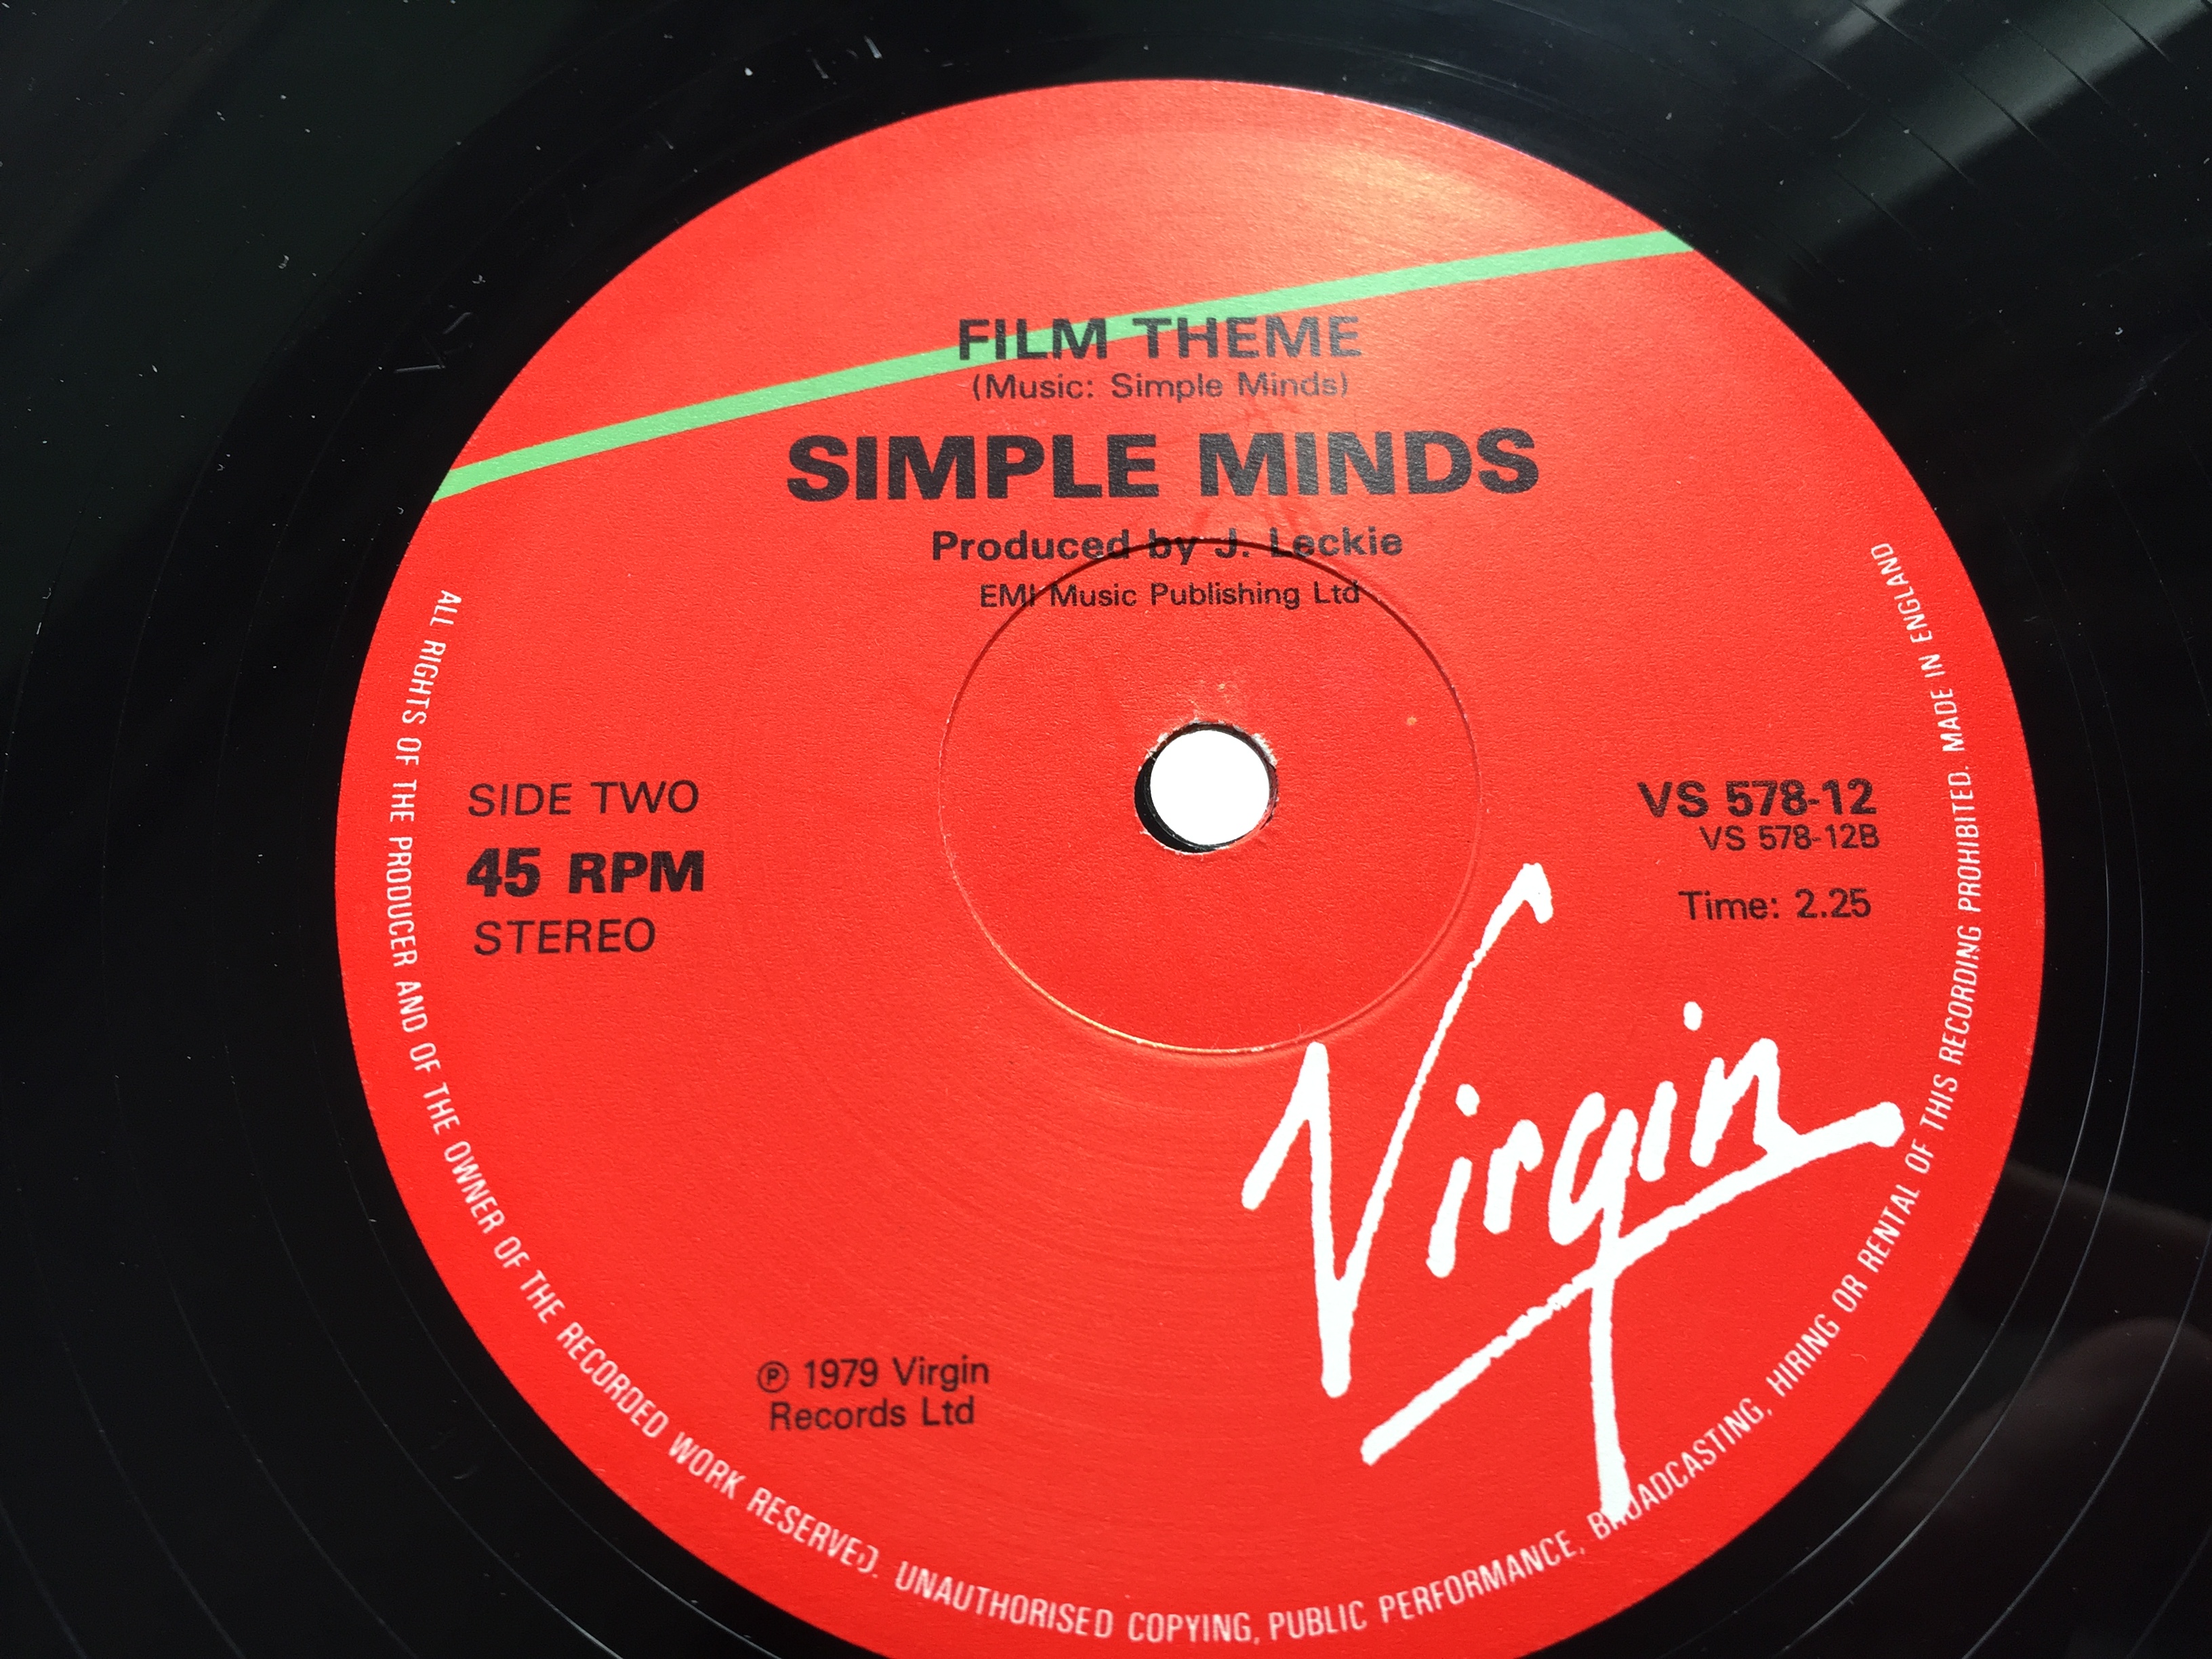 FILM THEME
(Music: Simple Minds)
SIMPLE MINDS
Produced by J. Leckie
EMI Music Publishing Ltd
SIDE TWO
45 RPM
STEREO
VS 578-12
VS 578-12B
Time: 2.25
Virgin
℗ 1979 Virgin
Records Ltd
ALL RIGHTS OF THE PRODUCER AND OF THE OWNER OF THE RECORDED WORK RESERVED. UNAUTHORISED COPYING, PUBLIC PERFORMANCE, BROADCASTING, HIRING OR RENTAL OF THIS RECORDING PROHIBITED. MADE IN ENGLAND